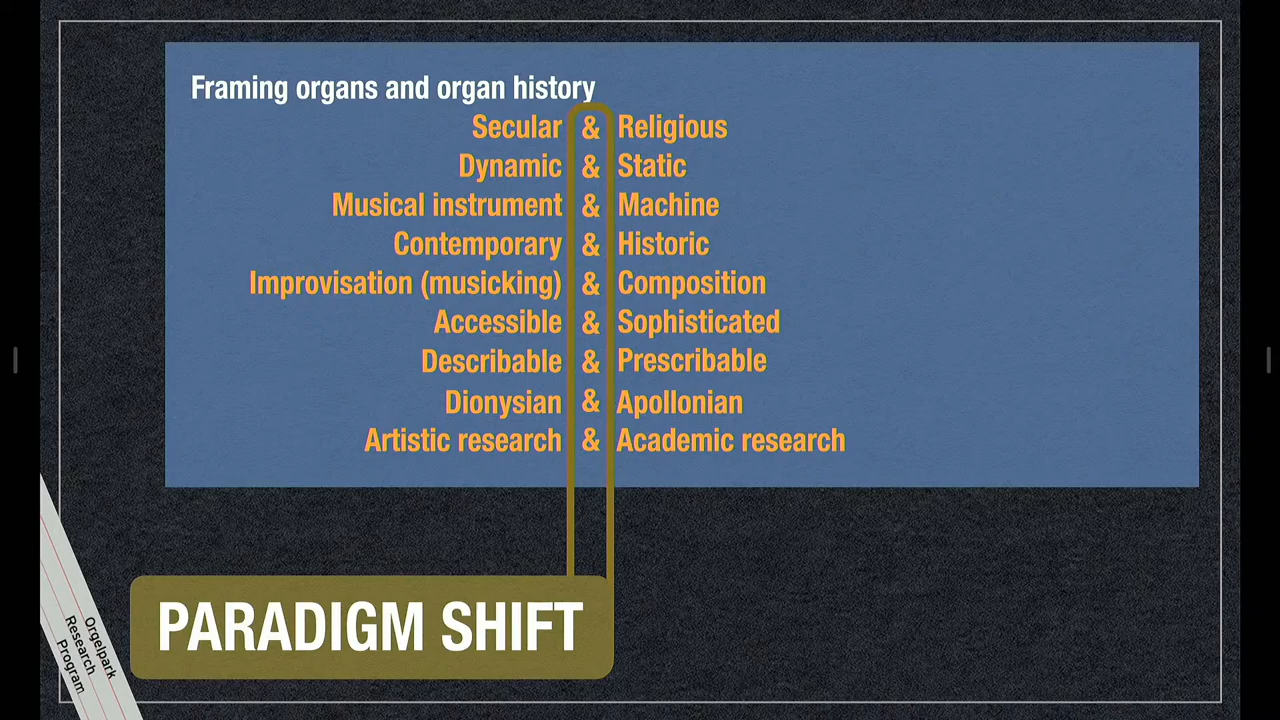 Framing organs and organ history
Secular & Religious
Dynamic & Static
Musical instrument & Machine
Contemporary & Historic
Improvisation (musicking) & Composition
Accessible & Sophisticated
Describable & Prescribable
Dionysian & Apollonian
Artistic research & Academic research
PARADIGM SHIFT
Orgelpark
Research
Program